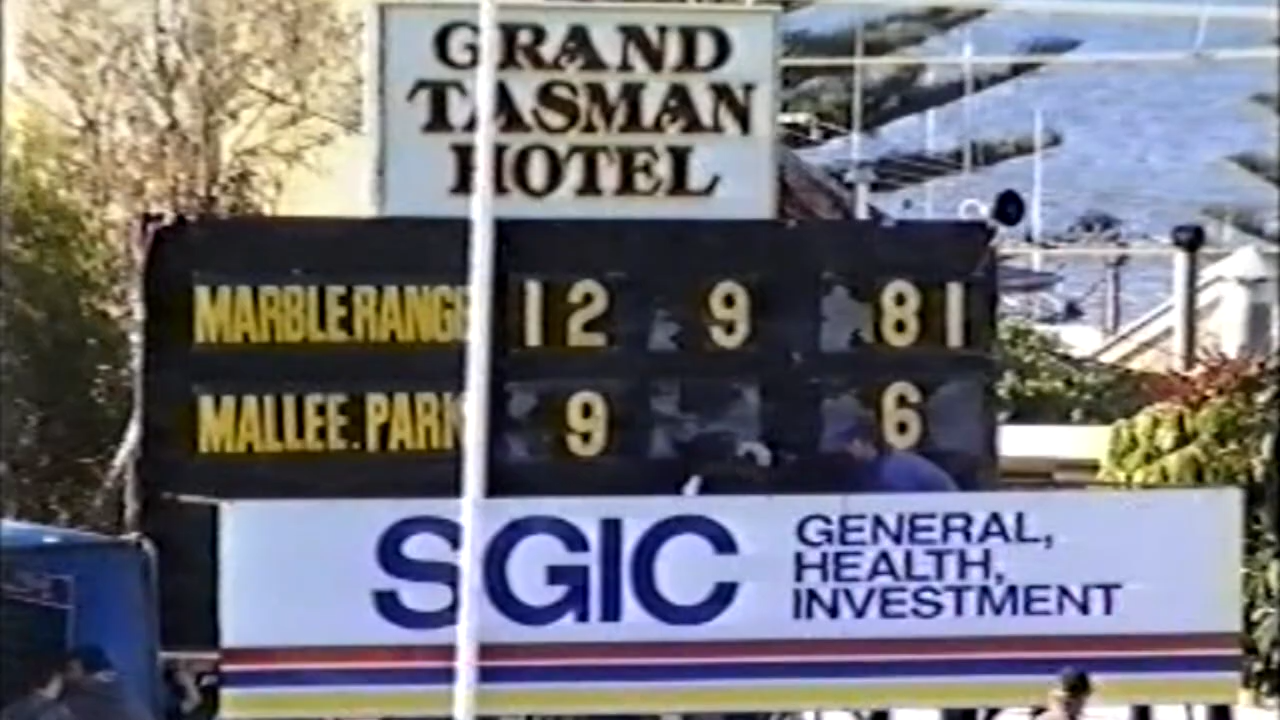 GRAND
TASMAN
HOTEL
MARBLE RANGE 12 9 81
MALLEE.PARK 9 6
SGIC
GENERAL,
HEALTH,
INVESTMENT